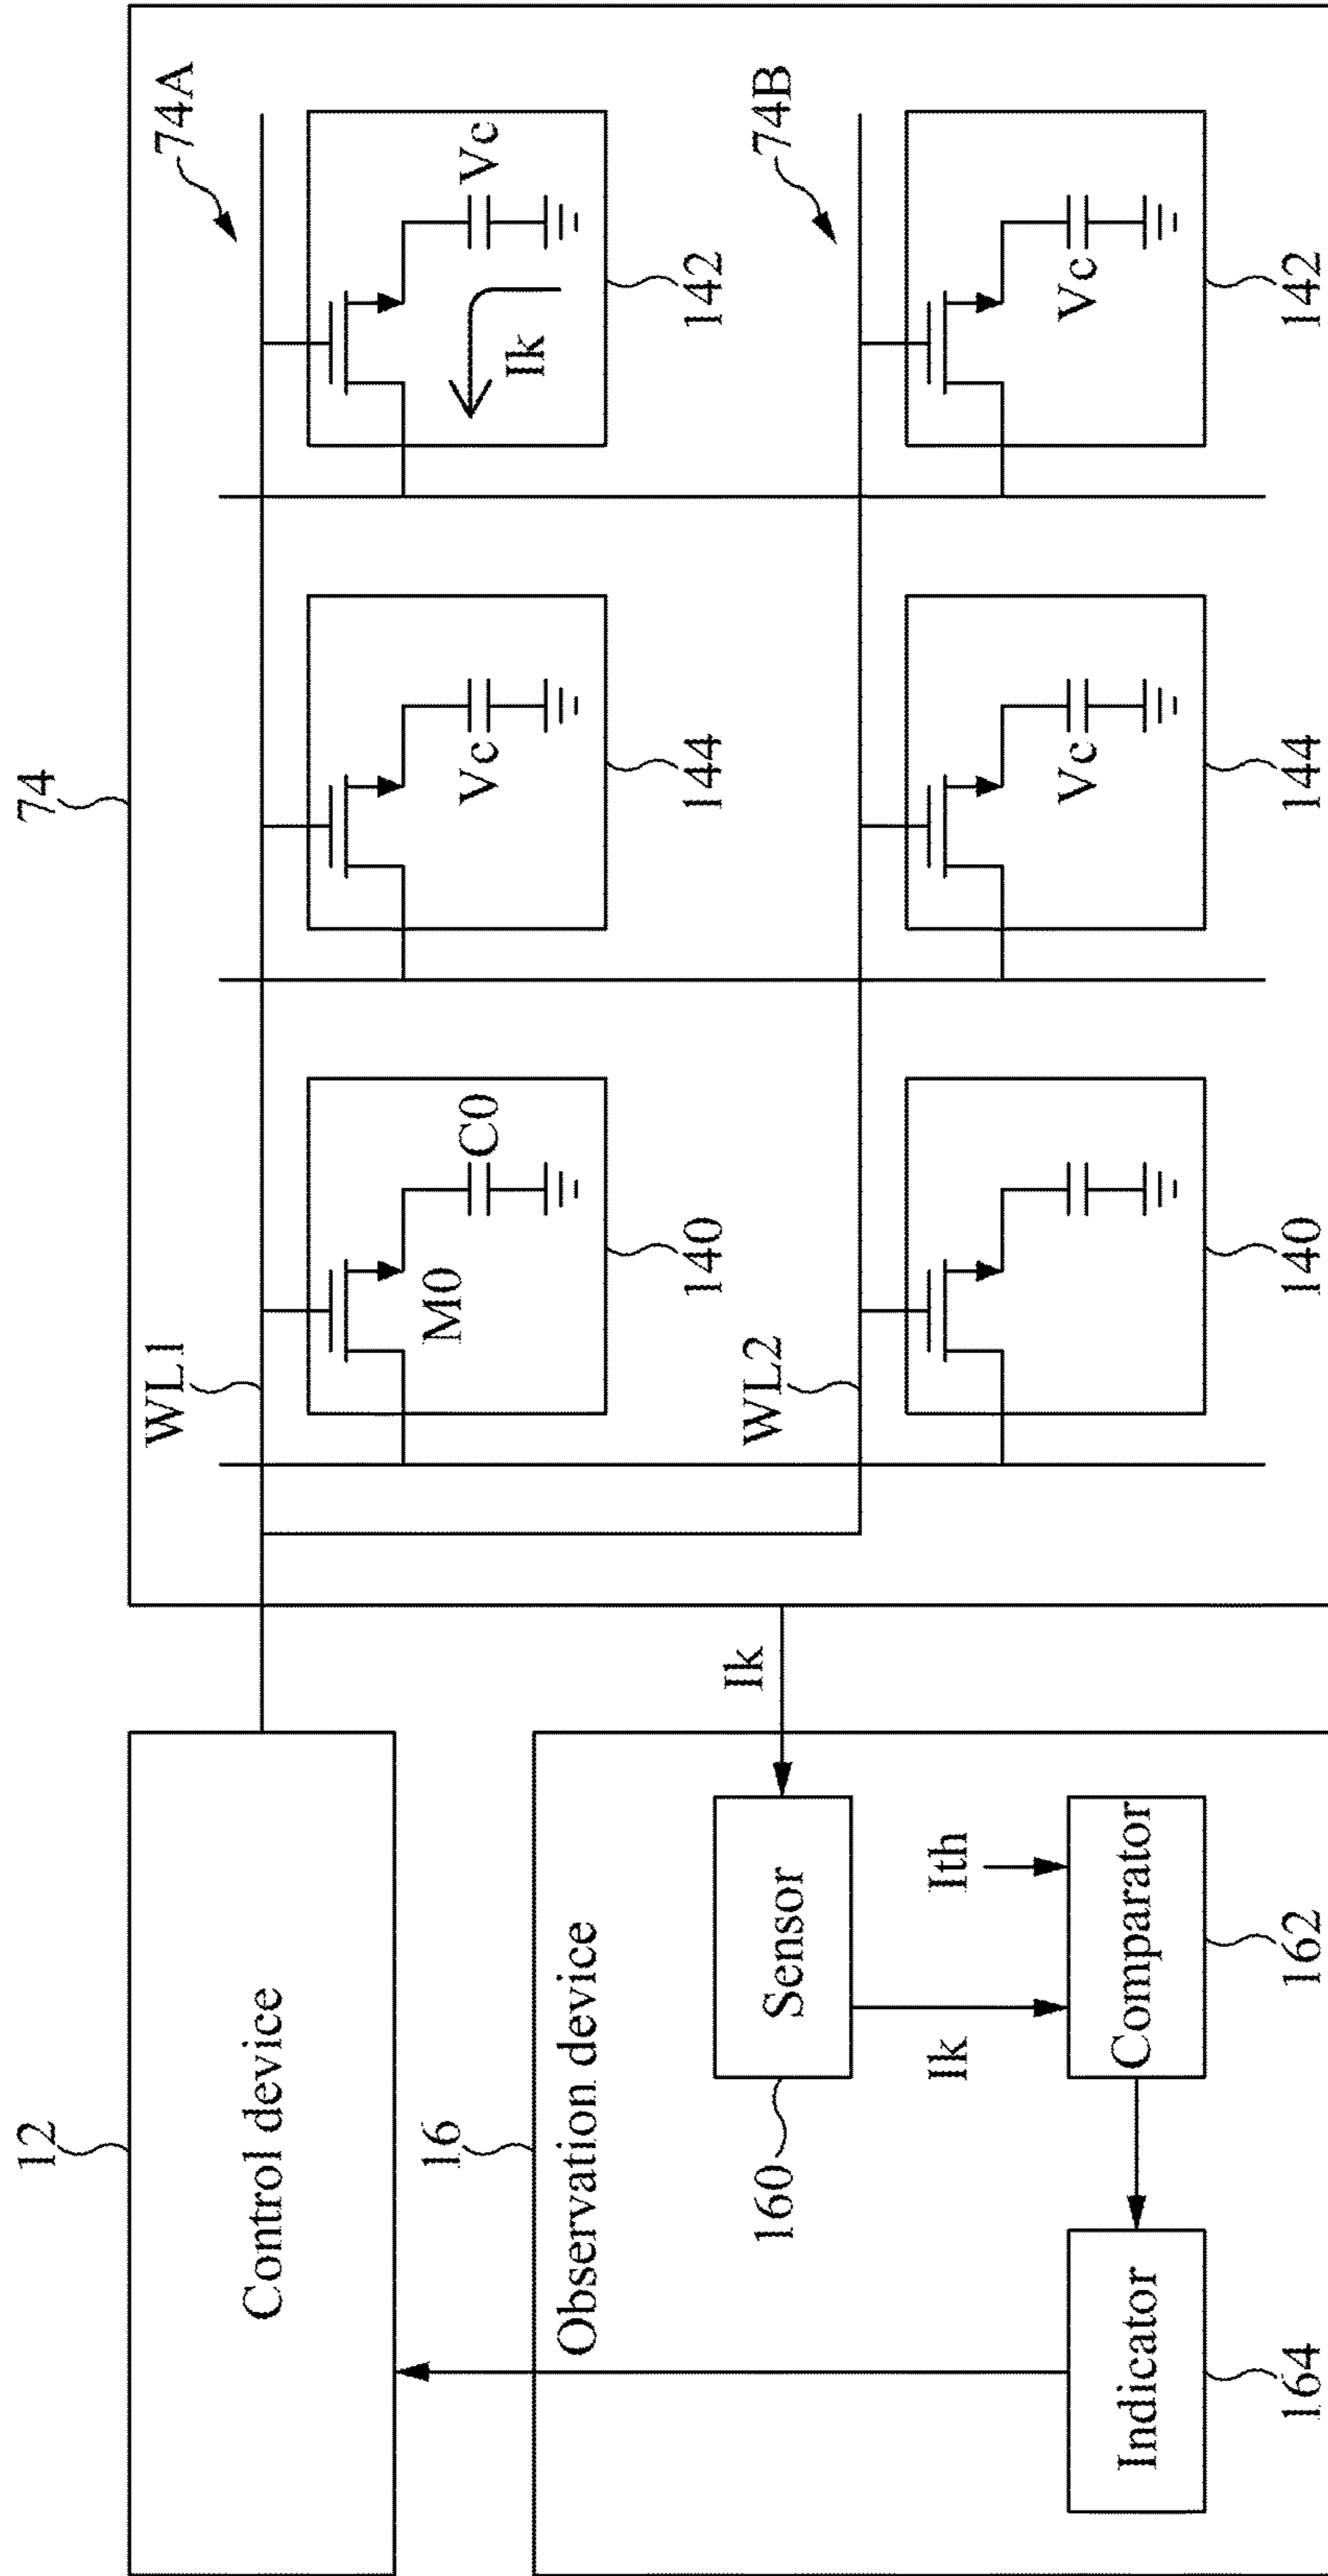 12
Control device
74
WL1
74A
M0
C0
Vc
Vc
Ik
140
144
142
16
Observation device
Ik
Sensor
160
WL2
74B
Ik
Ith
Vc
Vc
Indicator
Comparator
164
162
140
144
142